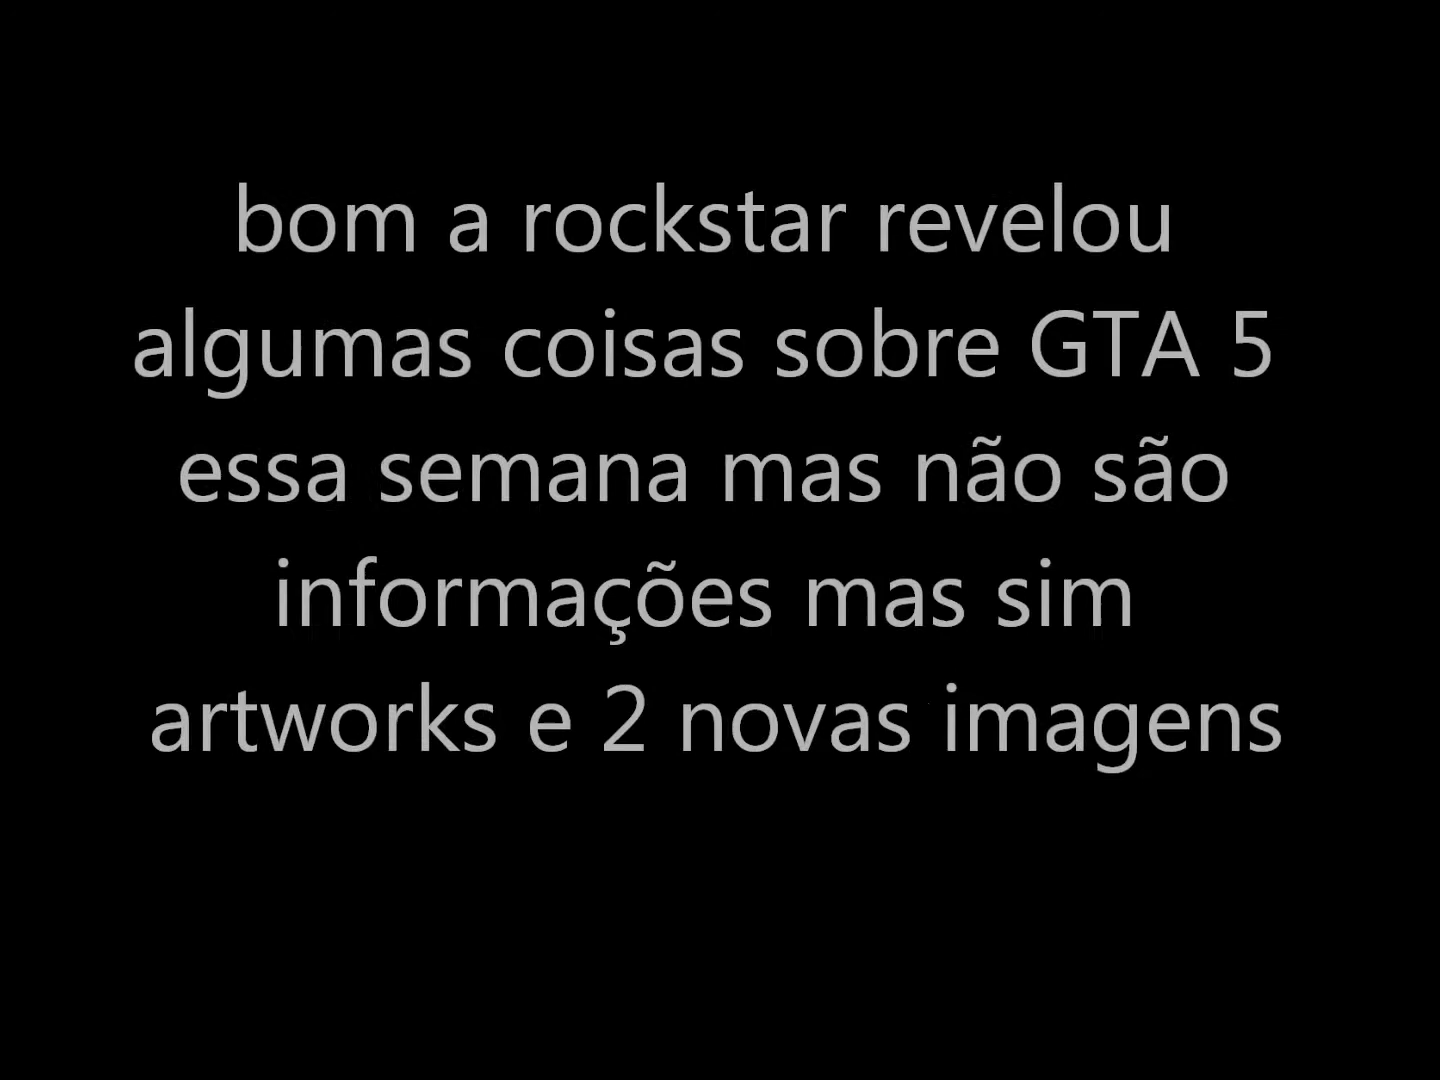 bom a rockstar revelou
algumas coisas sobre GTA 5
essa semana mas não são
informações mas sim
artworks e 2 novas imagens